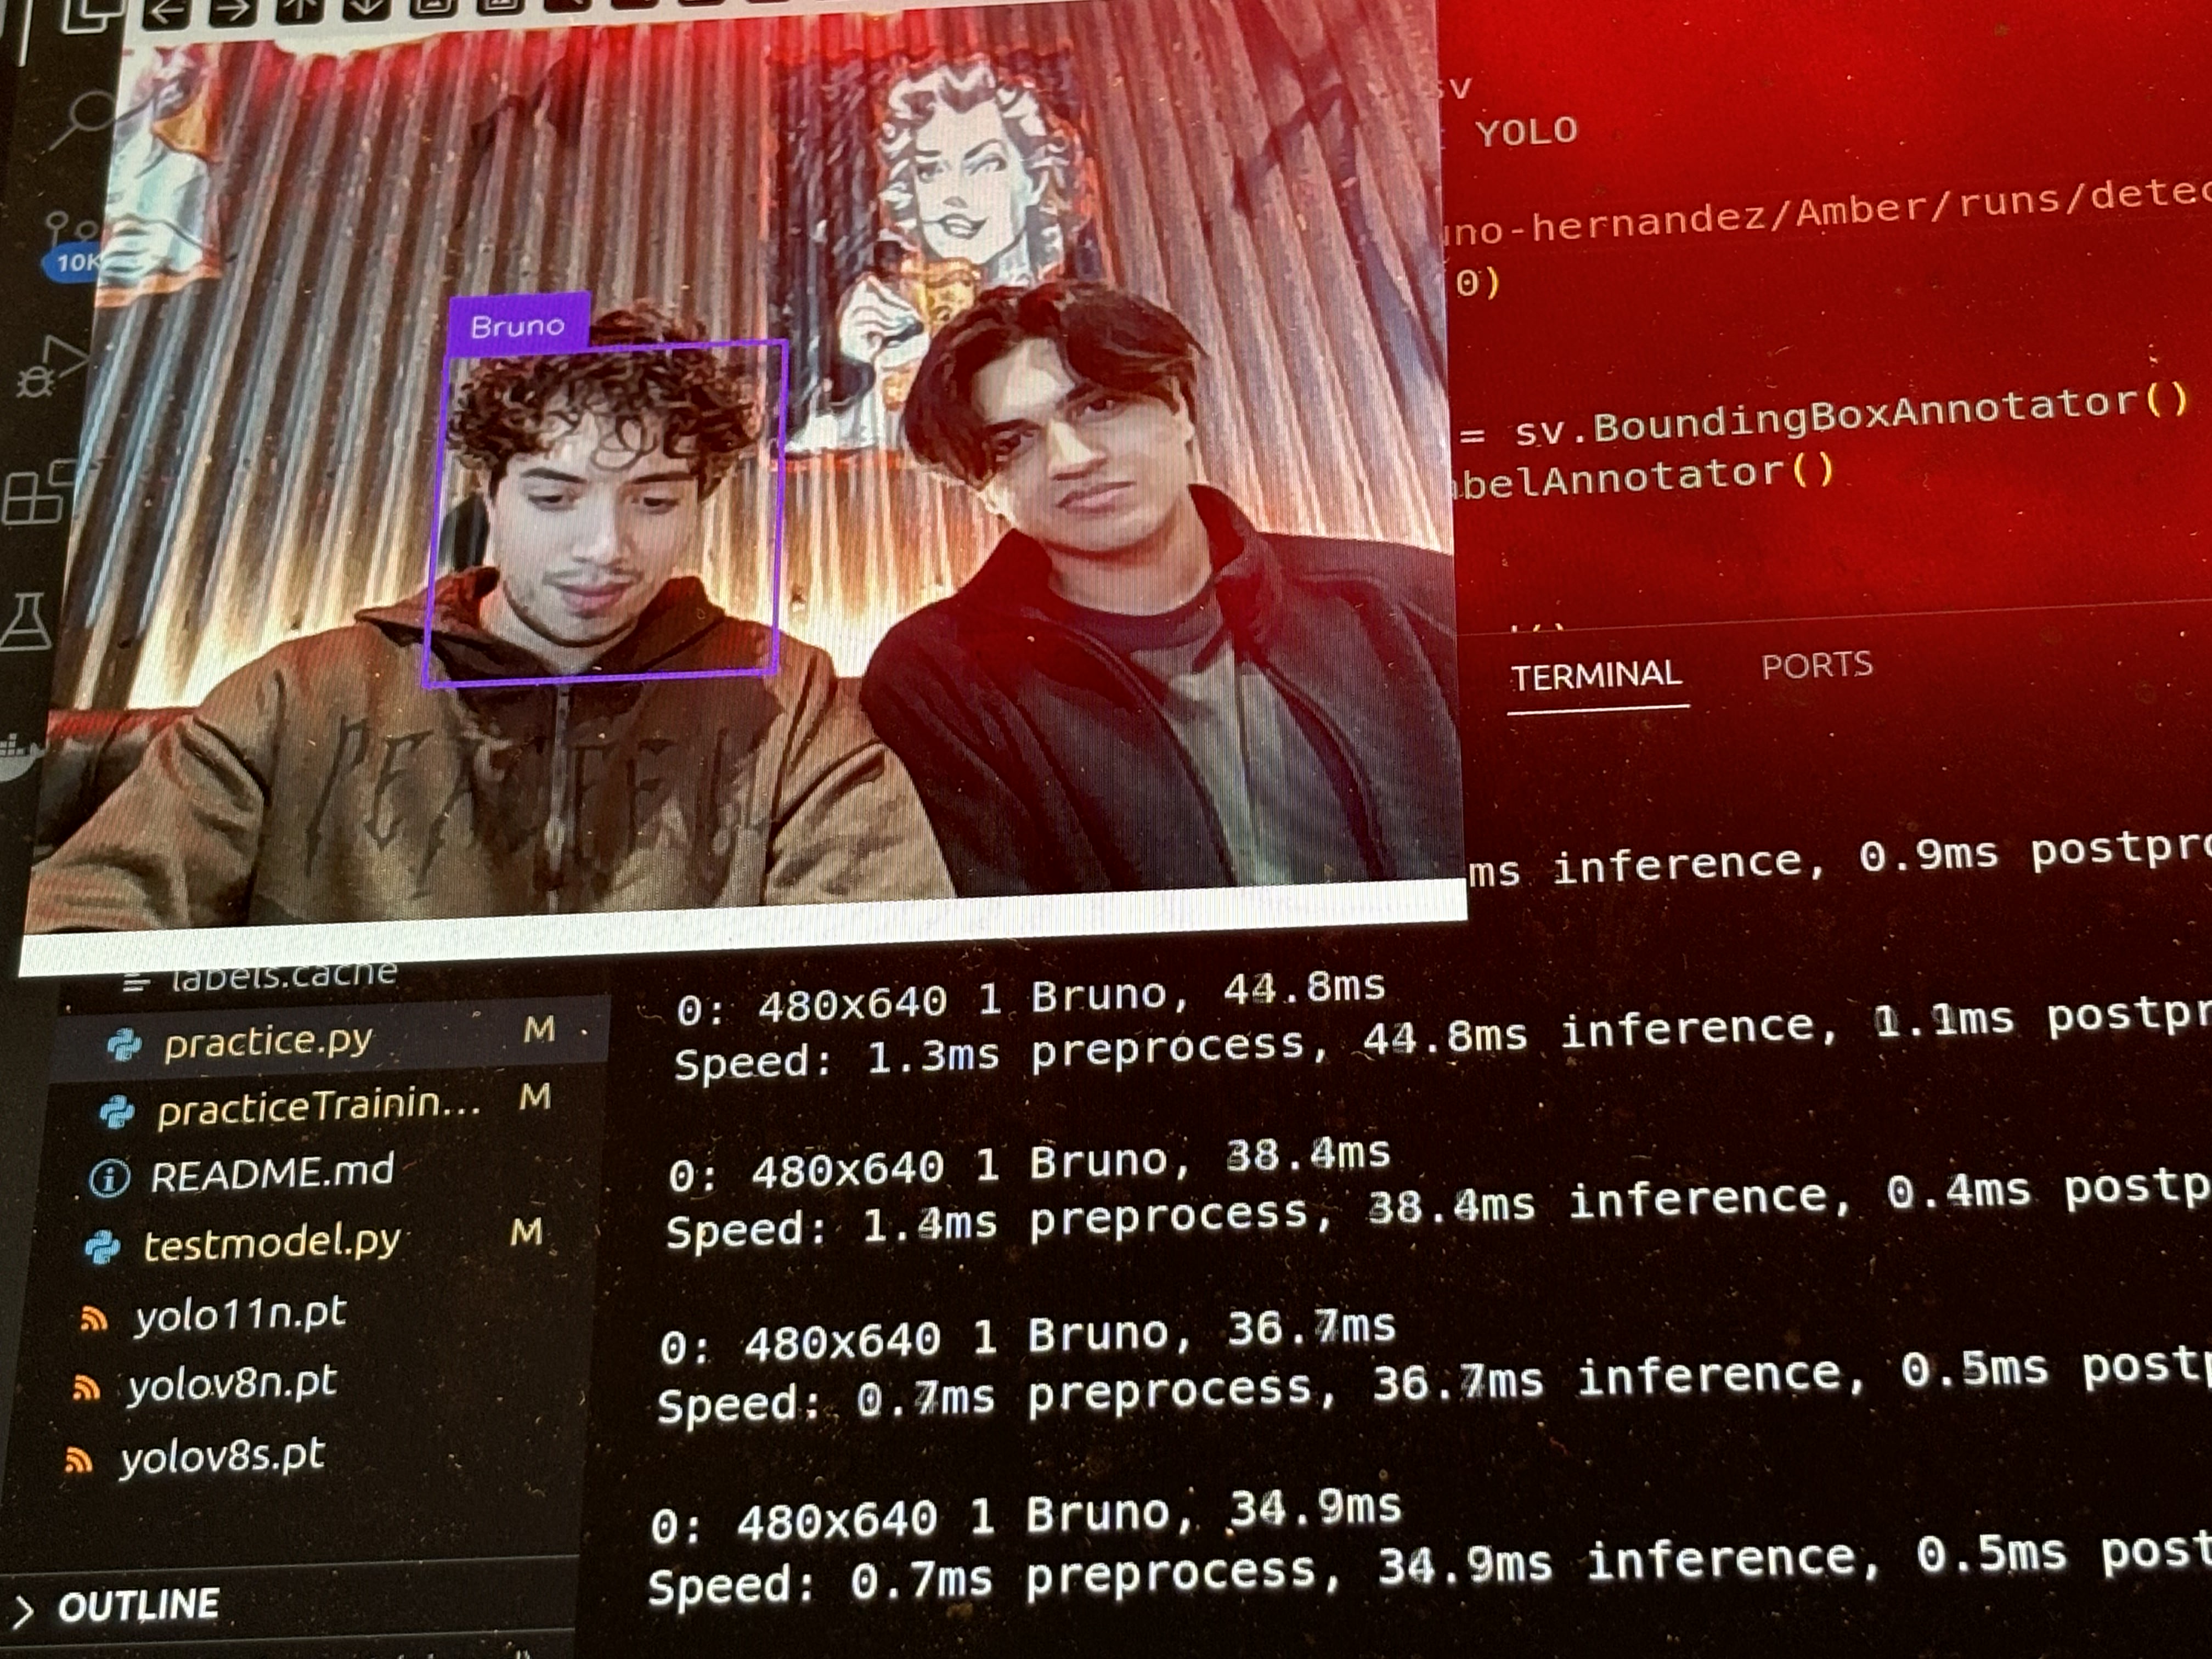 YOLO
no-hernandez/Amber/runs/detec
0)
10K
Bruno
= sv.BoundingBoxAnnotator()
belAnnotator()
PEACEFUL
TERMINAL PORTS
ms inference, 0.9ms postpro
labels.cache
practice.py M
practiceTrainin... M
README.md
testmodel.py M
yolo11n.pt
yolov8n.pt
yolov8s.pt
OUTLINE
0: 480x640 1 Bruno, 44.8ms
Speed: 1.3ms preprocess, 44.8ms inference, 1.1ms postpr
0: 480x640 1 Bruno, 38.4ms
Speed: 1.4ms preprocess, 38.4ms inference, 0.4ms postp
0: 480x640 1 Bruno, 36.7ms
Speed: 0.7ms preprocess, 36.7ms inference, 0.5ms postp
0: 480x640 1 Bruno, 34.9ms
Speed: 0.7ms preprocess, 34.9ms inference, 0.5ms post